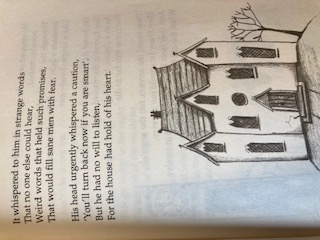 It whispered to him in strange words
That no one else could hear,
Weird words that held such promises,
That would fill sane men with fear.
His head urgently whispered a caution,
'You'll turn back now if you are smart'.
But he had no will to listen,
For the house had hold of his heart.